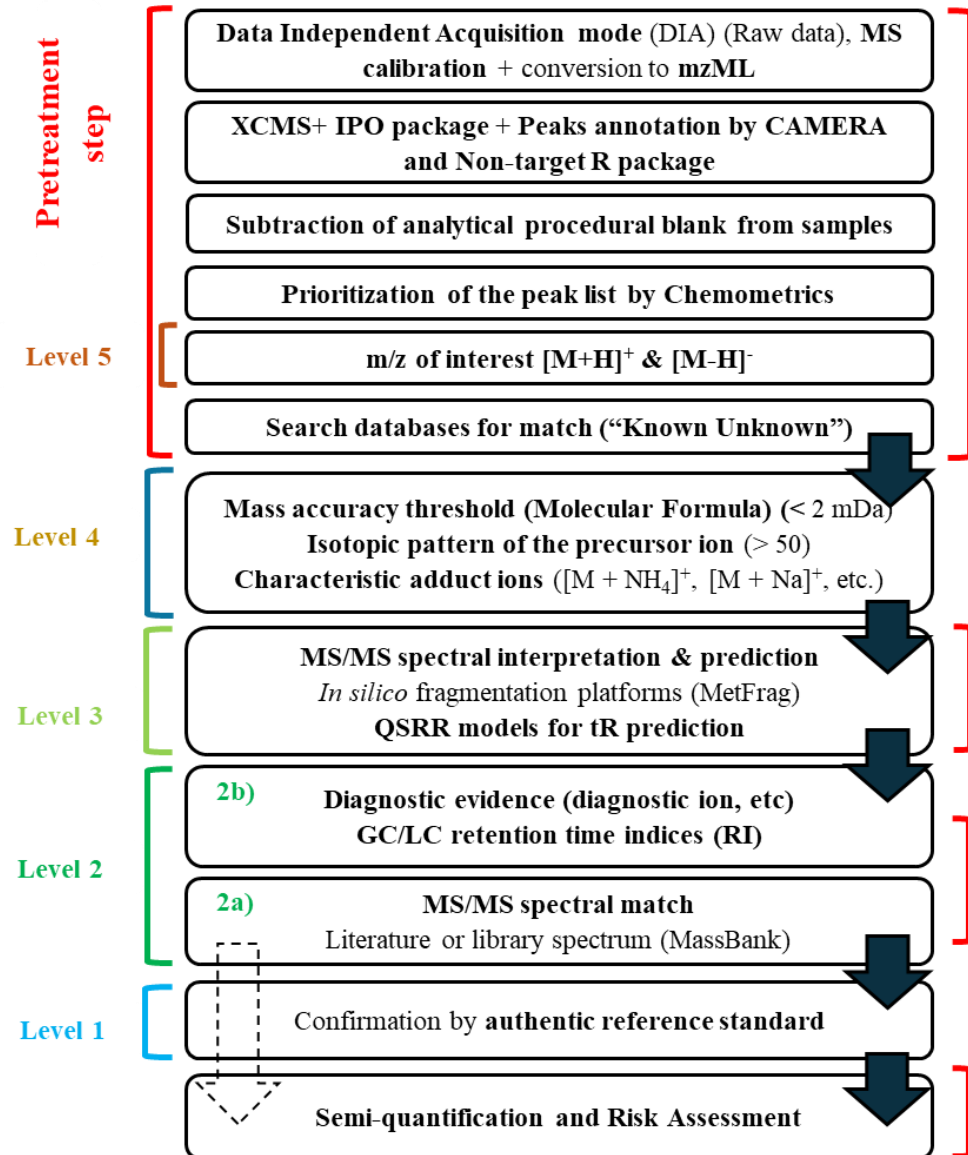 Pretreatment
step
Data Independent Acquisition mode (DIA) (Raw data), MS
calibration + conversion to mzML
XCMS+ IPO package + Peaks annotation by CAMERA
and Non-target R package
Subtraction of analytical procedural blank from samples
Prioritization of the peak list by Chemometrics
Level 5
m/z of interest [M+H]⁺ & [M-H]⁻
Search databases for match (“Known Unknown”)
Level 4
Mass accuracy threshold (Molecular Formula) (< 2 mDa)
Isotopic pattern of the precursor ion (> 50)
Characteristic adduct ions ([M + NH₄]⁺, [M + Na]⁺, etc.)
Level 3
MS/MS spectral interpretation & prediction
In silico fragmentation platforms (MetFrag)
QSRR models for tR prediction
Level 2
2b)
Diagnostic evidence (diagnostic ion, etc)
GC/LC retention time indices (RI)
2a)
MS/MS spectral match
Literature or library spectrum (MassBank)
Level 1
Confirmation by authentic reference standard
Semi-quantification and Risk Assessment